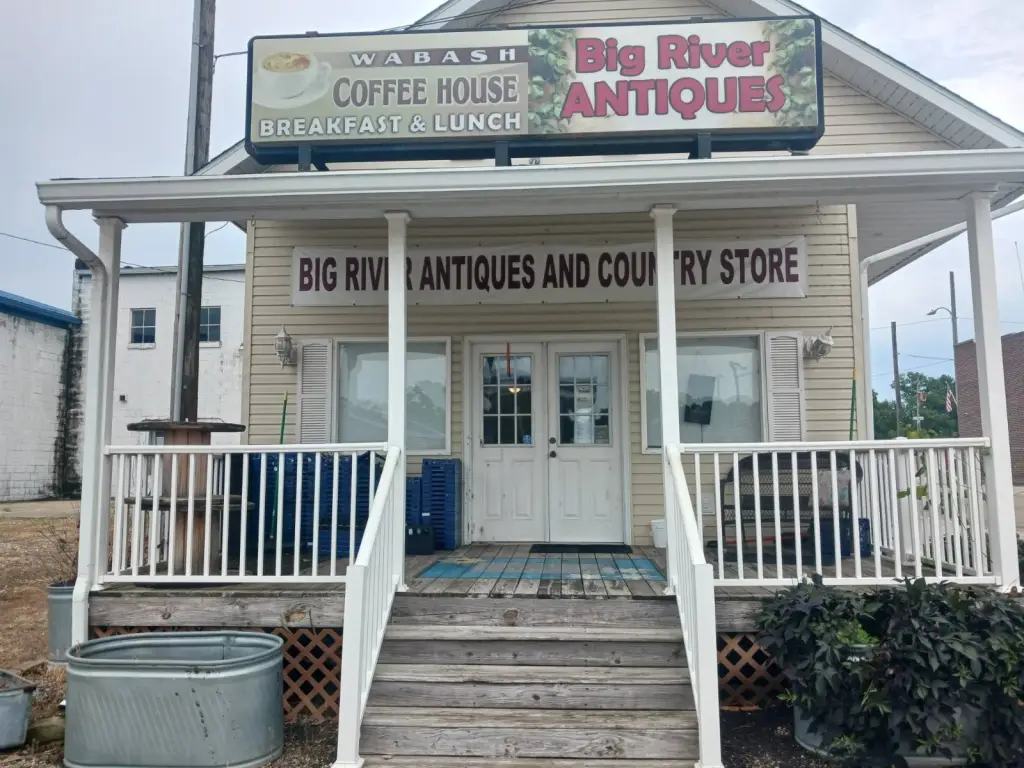 WABASH
COFFEE HOUSE
BREAKFAST & LUNCH
Big River
ANTIQUES
BIG RIVER ANTIQUES AND COUNTRY STORE